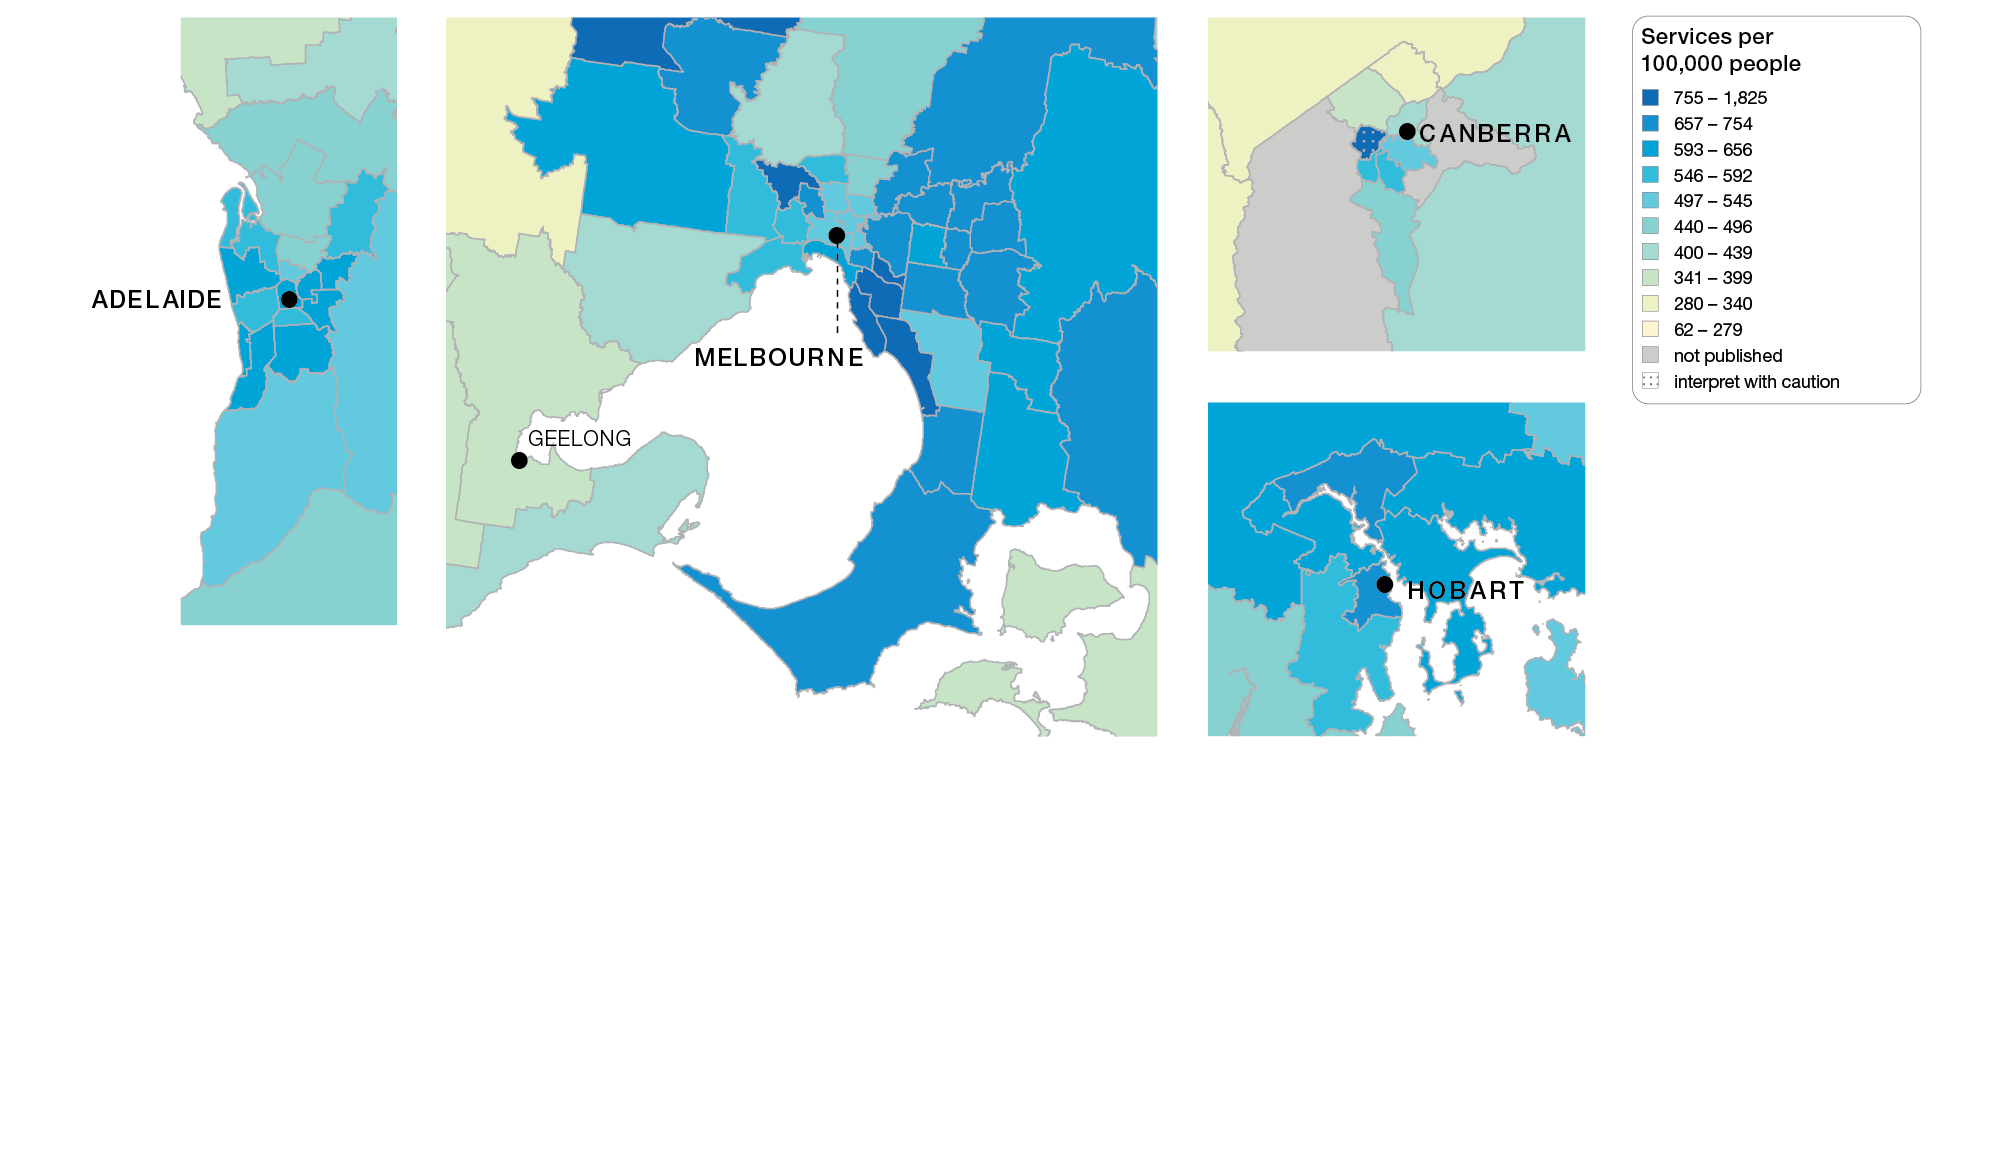 ADELAIDE
MELBOURNE
GEELONG
CANBERRA
HOBART
Services per
100,000 people
755 – 1,825
657 – 754
593 – 656
546 – 592
497 – 545
440 – 496
400 – 439
341 – 399
280 – 340
62 – 279
not published
interpret with caution